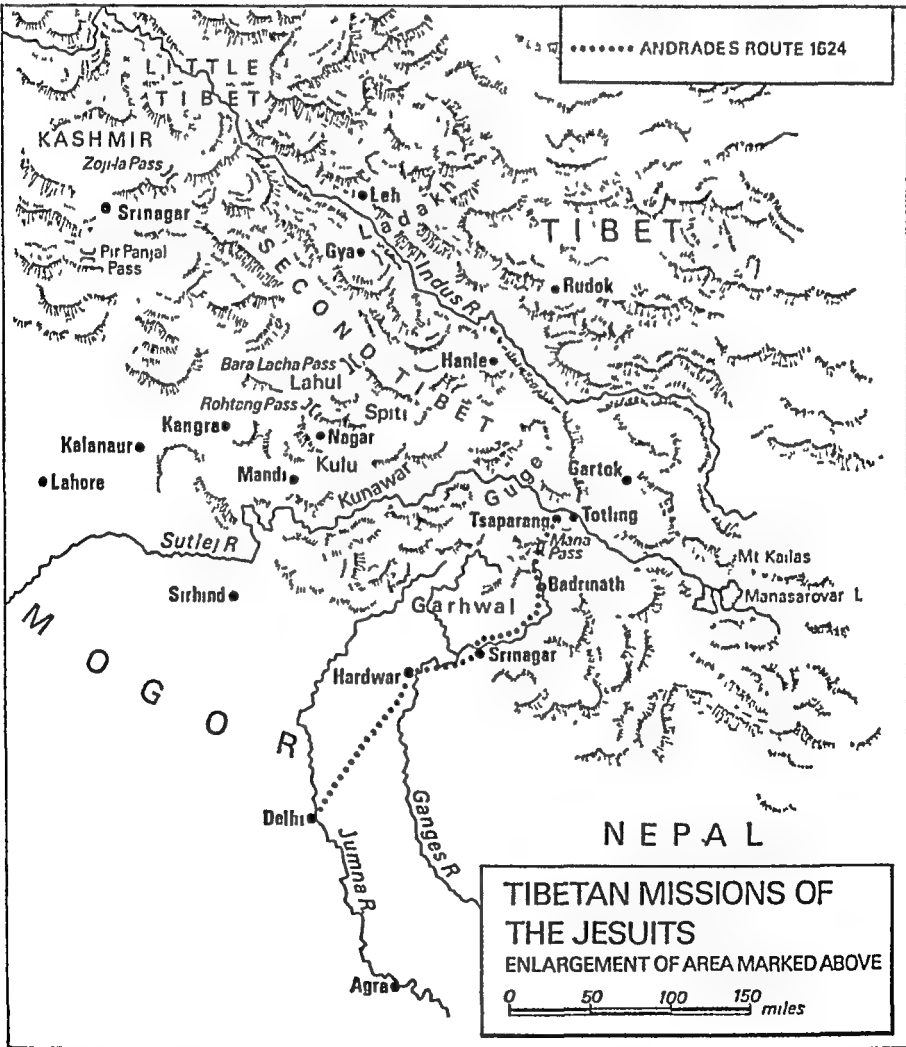 ANDRADES ROUTE 1624
LITTLE
TIBET
KASHMIR
Zoji-la Pass
Srinagar
Pir Panjal
Pass
Leh
Ladakh
Gya
Indus R
TIBET
Rudok
SECOND TIBET
Hanle
Bara Lacha Pass
Lahul
Rohtang Pass
Spiti
Kangra
Nagar
Kalanaur
Kulu
Lahore
Mandi
Kunawar
Guge
Gartok
Tsaparang
Totling
Mana
Pass
Sutlej R
Mt Kailas
Sirhind
Badrinath
Manasarovar L
Garhwal
MOGOR
Srinagar
Hardwar
Delhi
Jumna R
Ganges R
NEPAL
Agra
TIBETAN MISSIONS OF
THE JESUITS
ENLARGEMENT OF AREA MARKED ABOVE
0 50 100 150
miles